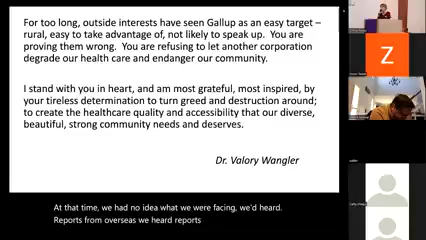 For too long, outside interests have seen Gallup as an easy target –
rural, easy to take advantage of, not likely to speak up.  You are
proving them wrong.  You are refusing to let another corporation
degrade our health care and endanger our community.
I stand with you in heart, and am most grateful, most inspired, by
your tireless determination to turn greed and destruction around;
to create the healthcare quality and accessibility that our diverse,
beautiful, strong community needs and deserves.
Dr. Valory Wangler
At that time, we had no idea what we were facing, we'd heard.
Reports from overseas we heard reports
Z